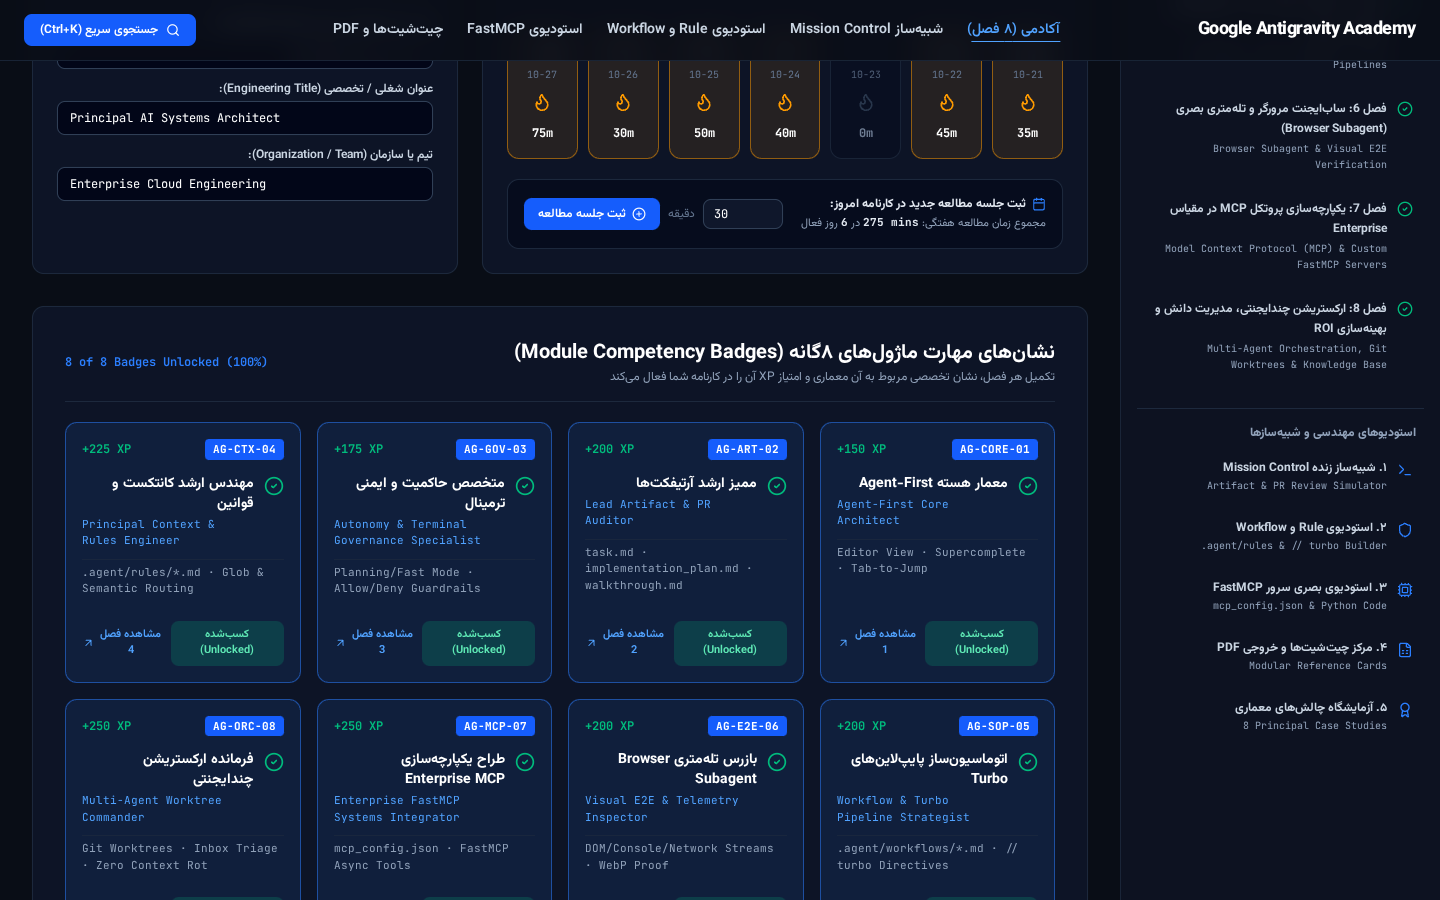 Google Antigravity Academy
آکادمی (۸ فصل)
شبیه‌ساز Mission Control
استودیوی Rule و Workflow
استودیوی FastMCP
چیت‌شیت‌ها و PDF
جستجوی سریع (Ctrl+K)
Pipelines
فصل 6: ساب‌ایجنت مرورگر و تله‌متری بصری
(Browser Subagent)
Browser Subagent & Visual E2E
Verification
فصل 7: یکپارچه‌سازی پروتکل MCP در مقیاس
Enterprise
Model Context Protocol (MCP) & Custom
FastMCP Servers
فصل 8: ارکستریشن چندایجنتی، مدیریت دانش و
بهینه‌سازی ROI
Multi-Agent Orchestration, Git
Worktrees & Knowledge Base
استودیوهای مهندسی و شبیه‌سازها
۱. شبیه‌ساز زنده Mission Control
Artifact & PR Review Simulator
۲. استودیوی Rule و Workflow
.agent/rules & // turbo Builder
۳. استودیوی بصری سرور FastMCP
mcp_config.json & Python Code
۴. مرکز چیت‌شیت‌ها و خروجی PDF
Modular Reference Cards
۵. آزمایشگاه چالش‌های معماری
8 Principal Case Studies
10-21
35m
10-22
45m
10-23
0m
10-24
40m
10-25
50m
10-26
30m
10-27
75m
ثبت جلسه مطالعه جدید در کارنامه امروز:
مجموع زمان مطالعه هفتگی: 275 mins در 6 روز فعال
30
دقیقه
ثبت جلسه مطالعه
عنوان شغلی / تخصصی (Engineering Title):
Principal AI Systems Architect
تیم یا سازمان (Organization / Team):
Enterprise Cloud Engineering
نشان‌های مهارت ماژول‌های ۸گانه (Module Competency Badges)
تکمیل هر فصل، نشان تخصصی مربوط به آن معماری و امتیاز XP آن را در کارنامه شما فعال می‌کند
8 of 8 Badges Unlocked (100%)
AG-CORE-01
+150 XP
معمار هسته Agent-First
Agent-First Core
Architect
Editor View · Supercomplete
· Tab-to-Jump
کسب‌شده
(Unlocked)
مشاهده فصل
1
AG-ART-02
+200 XP
ممیز ارشد آرتیفکت‌ها
Lead Artifact & PR
Auditor
task.md ·
implementation_plan.md ·
walkthrough.md
کسب‌شده
(Unlocked)
مشاهده فصل
2
AG-GOV-03
+175 XP
متخصص حاکمیت و ایمنی
ترمینال
Autonomy & Terminal
Governance Specialist
Planning/Fast Mode ·
Allow/Deny Guardrails
کسب‌شده
(Unlocked)
مشاهده فصل
3
AG-CTX-04
+225 XP
مهندس ارشد کانتکست و
قوانین
Principal Context &
Rules Engineer
.agent/rules/*.md · Glob &
Semantic Routing
کسب‌شده
(Unlocked)
مشاهده فصل
4
AG-SOP-05
+200 XP
اتوماسیون‌ساز پایپ‌لاین‌های
Turbo
Workflow & Turbo
Pipeline Strategist
.agent/workflows/*.md · //
turbo Directives
AG-E2E-06
+200 XP
بازرس تله‌متری Browser
Subagent
Visual E2E & Telemetry
Inspector
DOM/Console/Network Streams
· WebP Proof
AG-MCP-07
+250 XP
طراح یکپارچه‌سازی
Enterprise MCP
Enterprise FastMCP
Systems Integrator
mcp_config.json · FastMCP
Async Tools
AG-ORC-08
+250 XP
فرمانده ارکستریشن
چندایجنتی
Multi-Agent Worktree
Commander
Git Worktrees · Inbox Triage
· Zero Context Rot